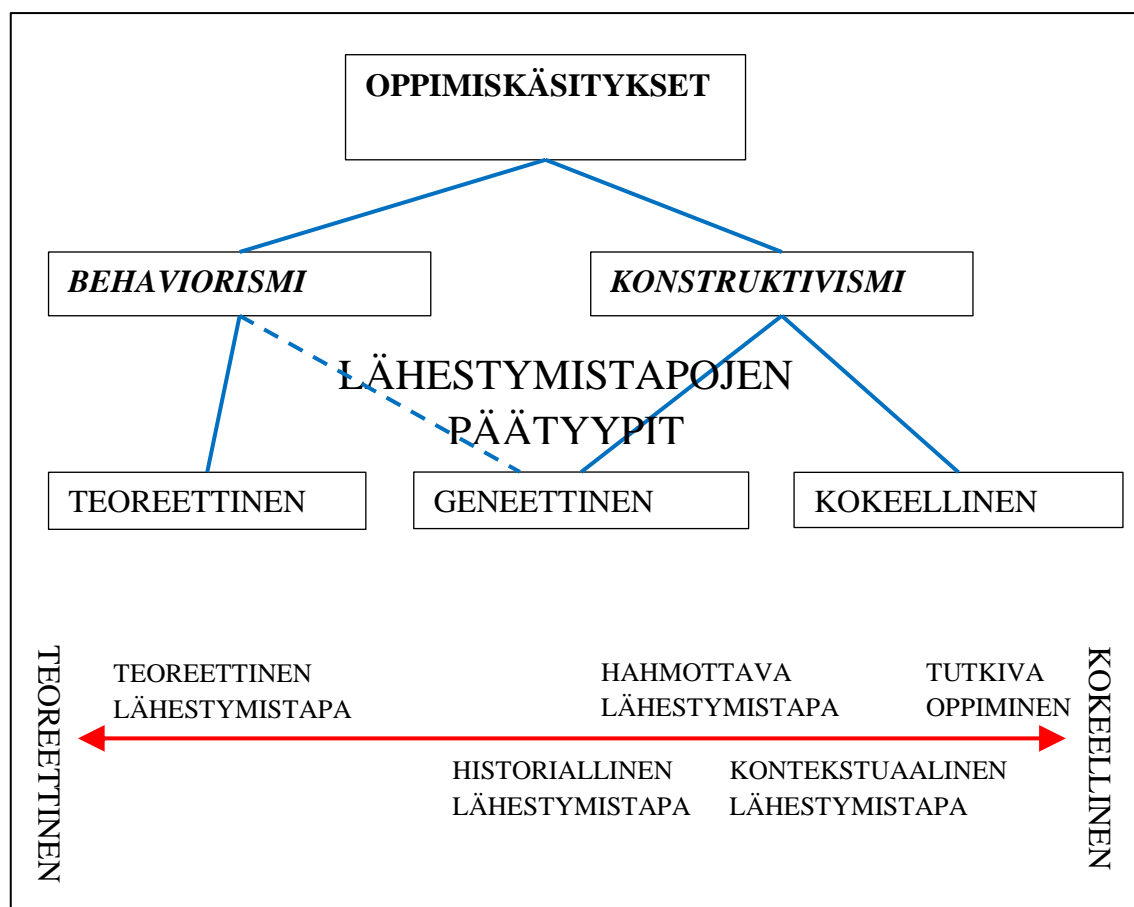 OPPIMISKÄSITYKSET
BEHAVIORISMI
KONSTRUKTIVISMI
LÄHESTYMISTAPOJEN
PÄÄTYYPIT
TEOREETTINEN
GENEETTINEN
KOKEELLINEN
TEOREETTINEN
TEOREETTINEN
LÄHESTYMISTAPA
HAHMOTTAVA
LÄHESTYMISTAPA
TUTKIVA
OPPIMINEN
HISTORIALLINEN
LÄHESTYMISTAPA
KONTEKSTUAALINEN
LÄHESTYMISTAPA
KOKEELLINEN